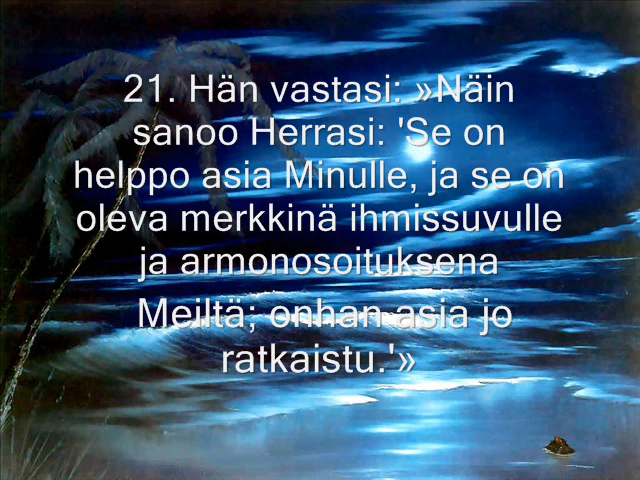 21. Hän vastasi: »Näin
sanoo Herrasi: 'Se on
helppo asia Minulle, ja se on
oleva merkkinä ihmissuvulle
ja armonosoituksena
Meiltä; onhan asia jo
ratkaistu.'»